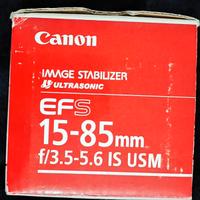 Canon
IMAGE STABILIZER
ULTRASONIC
EFS
15-85mm
f/3.5-5.6 IS USM